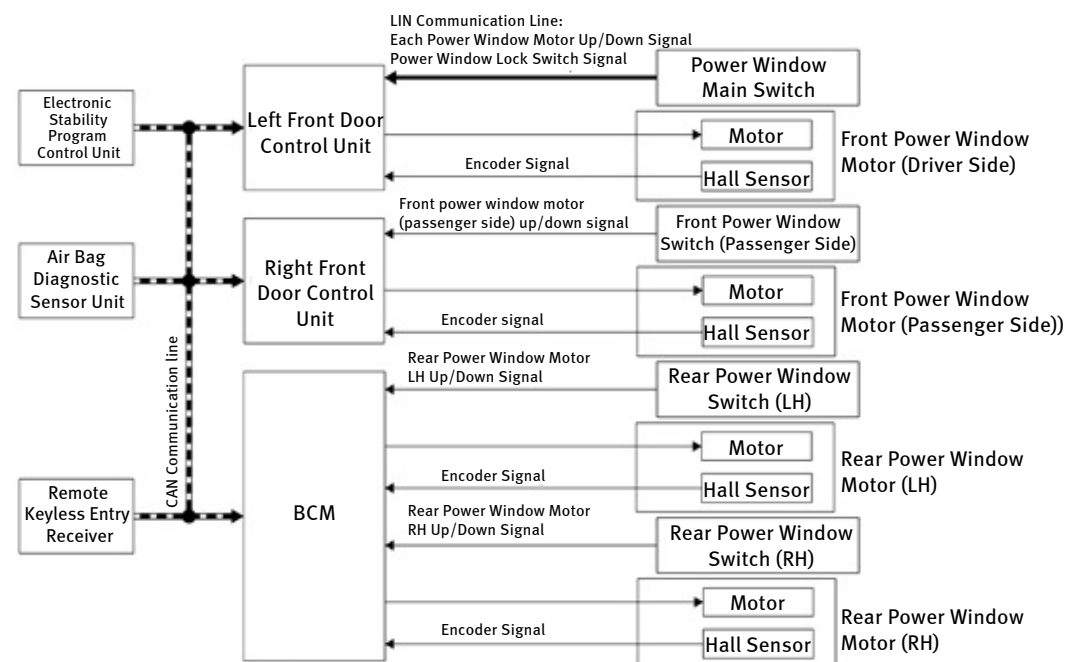 LIN Communication Line:
Each Power Window Motor Up/Down Signal
Power Window Lock Switch Signal
Power Window
Main Switch
Electronic
Stability
Program
Control Unit
Left Front Door
Control Unit
Motor
Encoder Signal
Hall Sensor
Front Power Window
Motor (Driver Side)
Front power window motor
(passenger side) up/down signal
Front Power Window
Switch (Passenger Side)
Air Bag
Diagnostic
Sensor Unit
Right Front
Door Control
Unit
Motor
Encoder signal
Hall Sensor
Front Power Window
Motor (Passenger Side))
CAN Communication line
Rear Power Window Motor
LH Up/Down Signal
Rear Power Window
Switch (LH)
Motor
Encoder Signal
Hall Sensor
Rear Power Window
Motor (LH)
Remote
Keyless Entry
Receiver
BCM
Rear Power Window Motor
RH Up/Down Signal
Rear Power Window
Switch (RH)
Motor
Encoder Signal
Hall Sensor
Rear Power Window
Motor (RH)